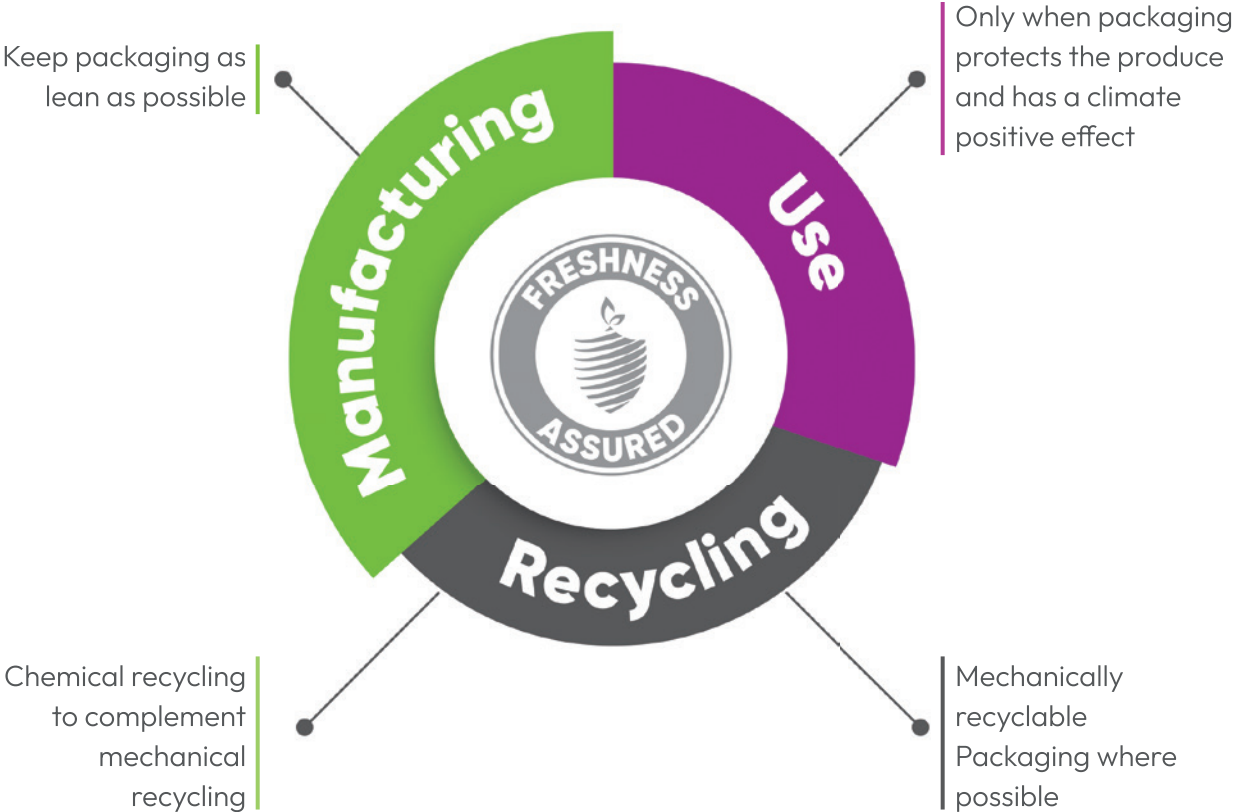 Keep packaging as
lean as possible
Only when packaging
protects the produce
and has a climate
positive effect
Manufacturing
Use
FRESHNESS
ASSURED
Recycling
Chemical recycling
to complement
mechanical
recycling
Mechanically
recyclable
Packaging where
possible